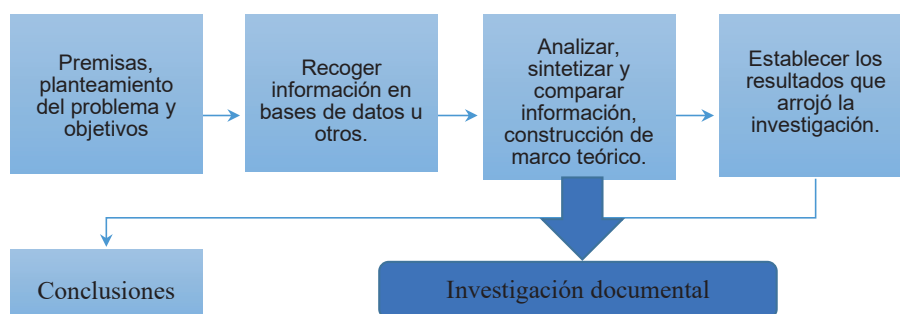 Premisas,
planteamiento
del problema y
objetivos
Recoger
información en
bases de datos u
otros.
Analizar,
sintetizar y
comparar
información,
construcción de
marco teórico.
Establecer los
resultados que
arrojó la
investigación.
Conclusiones
Investigación documental